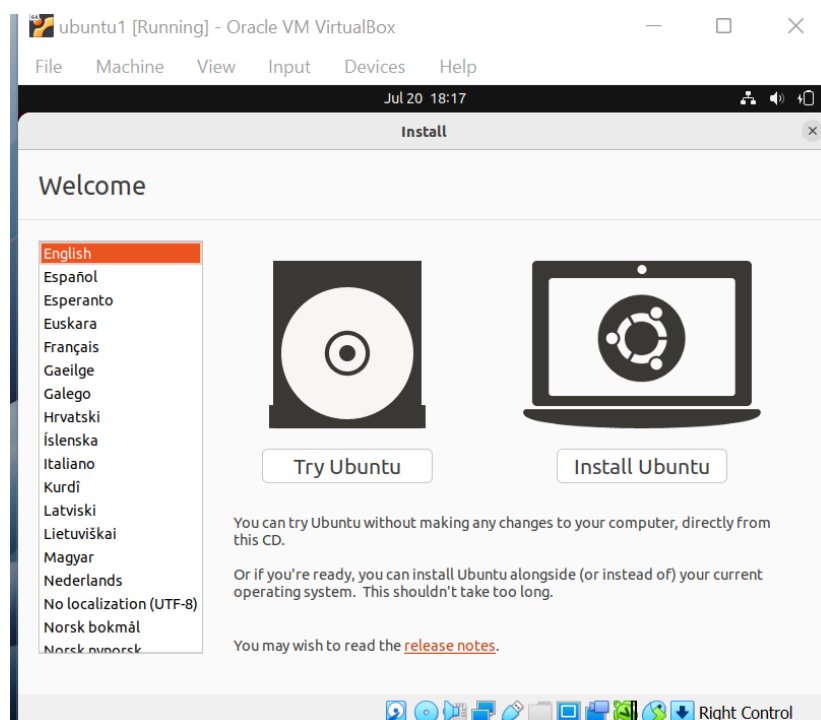 ubuntu1 [Running] - Oracle VM VirtualBox
File Machine View Input Devices Help
Jul 20 18:17
Install
Welcome
English
Español
Esperanto
Euskara
Français
Gaeilge
Galego
Hrvatski
Íslenska
Italiano
Kurdî
Latviski
Lietuviškai
Magyar
Nederlands
No localization (UTF-8)
Norsk bokmål
Norsk nynorsk
Try Ubuntu
Install Ubuntu
You can try Ubuntu without making any changes to your computer, directly from
this CD.
Or if you're ready, you can install Ubuntu alongside (or instead of) your current
operating system. This shouldn't take too long.
You may wish to read the release notes.
Right Control